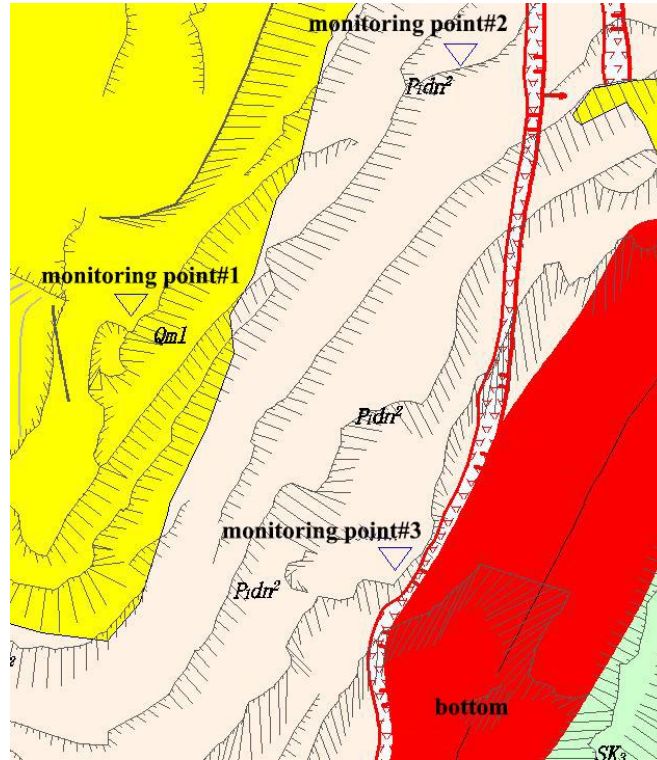 monitoring point#2
P₁dn²
monitoring point#1
Qml
P₁dn²
monitoring point#3
P₁dn²
bottom
SK₃